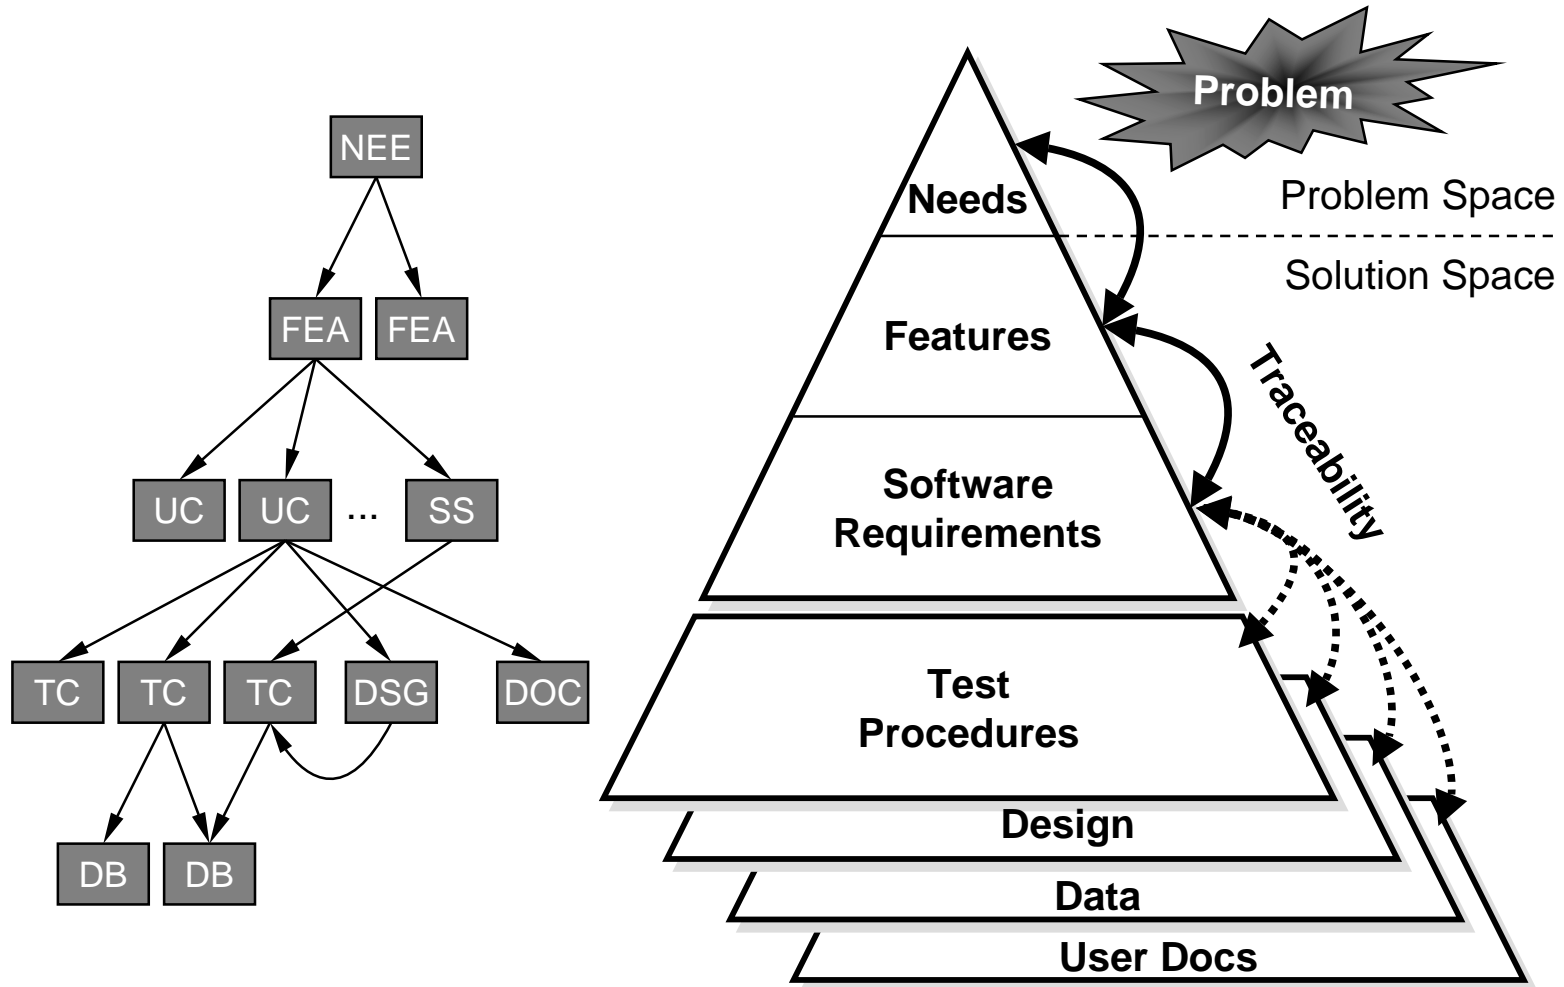 NEE
FEA FEA
UC UC ... SS
TC TC TC DSG DOC
DB DB
Problem
Problem Space
Solution Space
Needs
Features
Software
Requirements
Traceability
Test
Procedures
Design
Data
User Docs